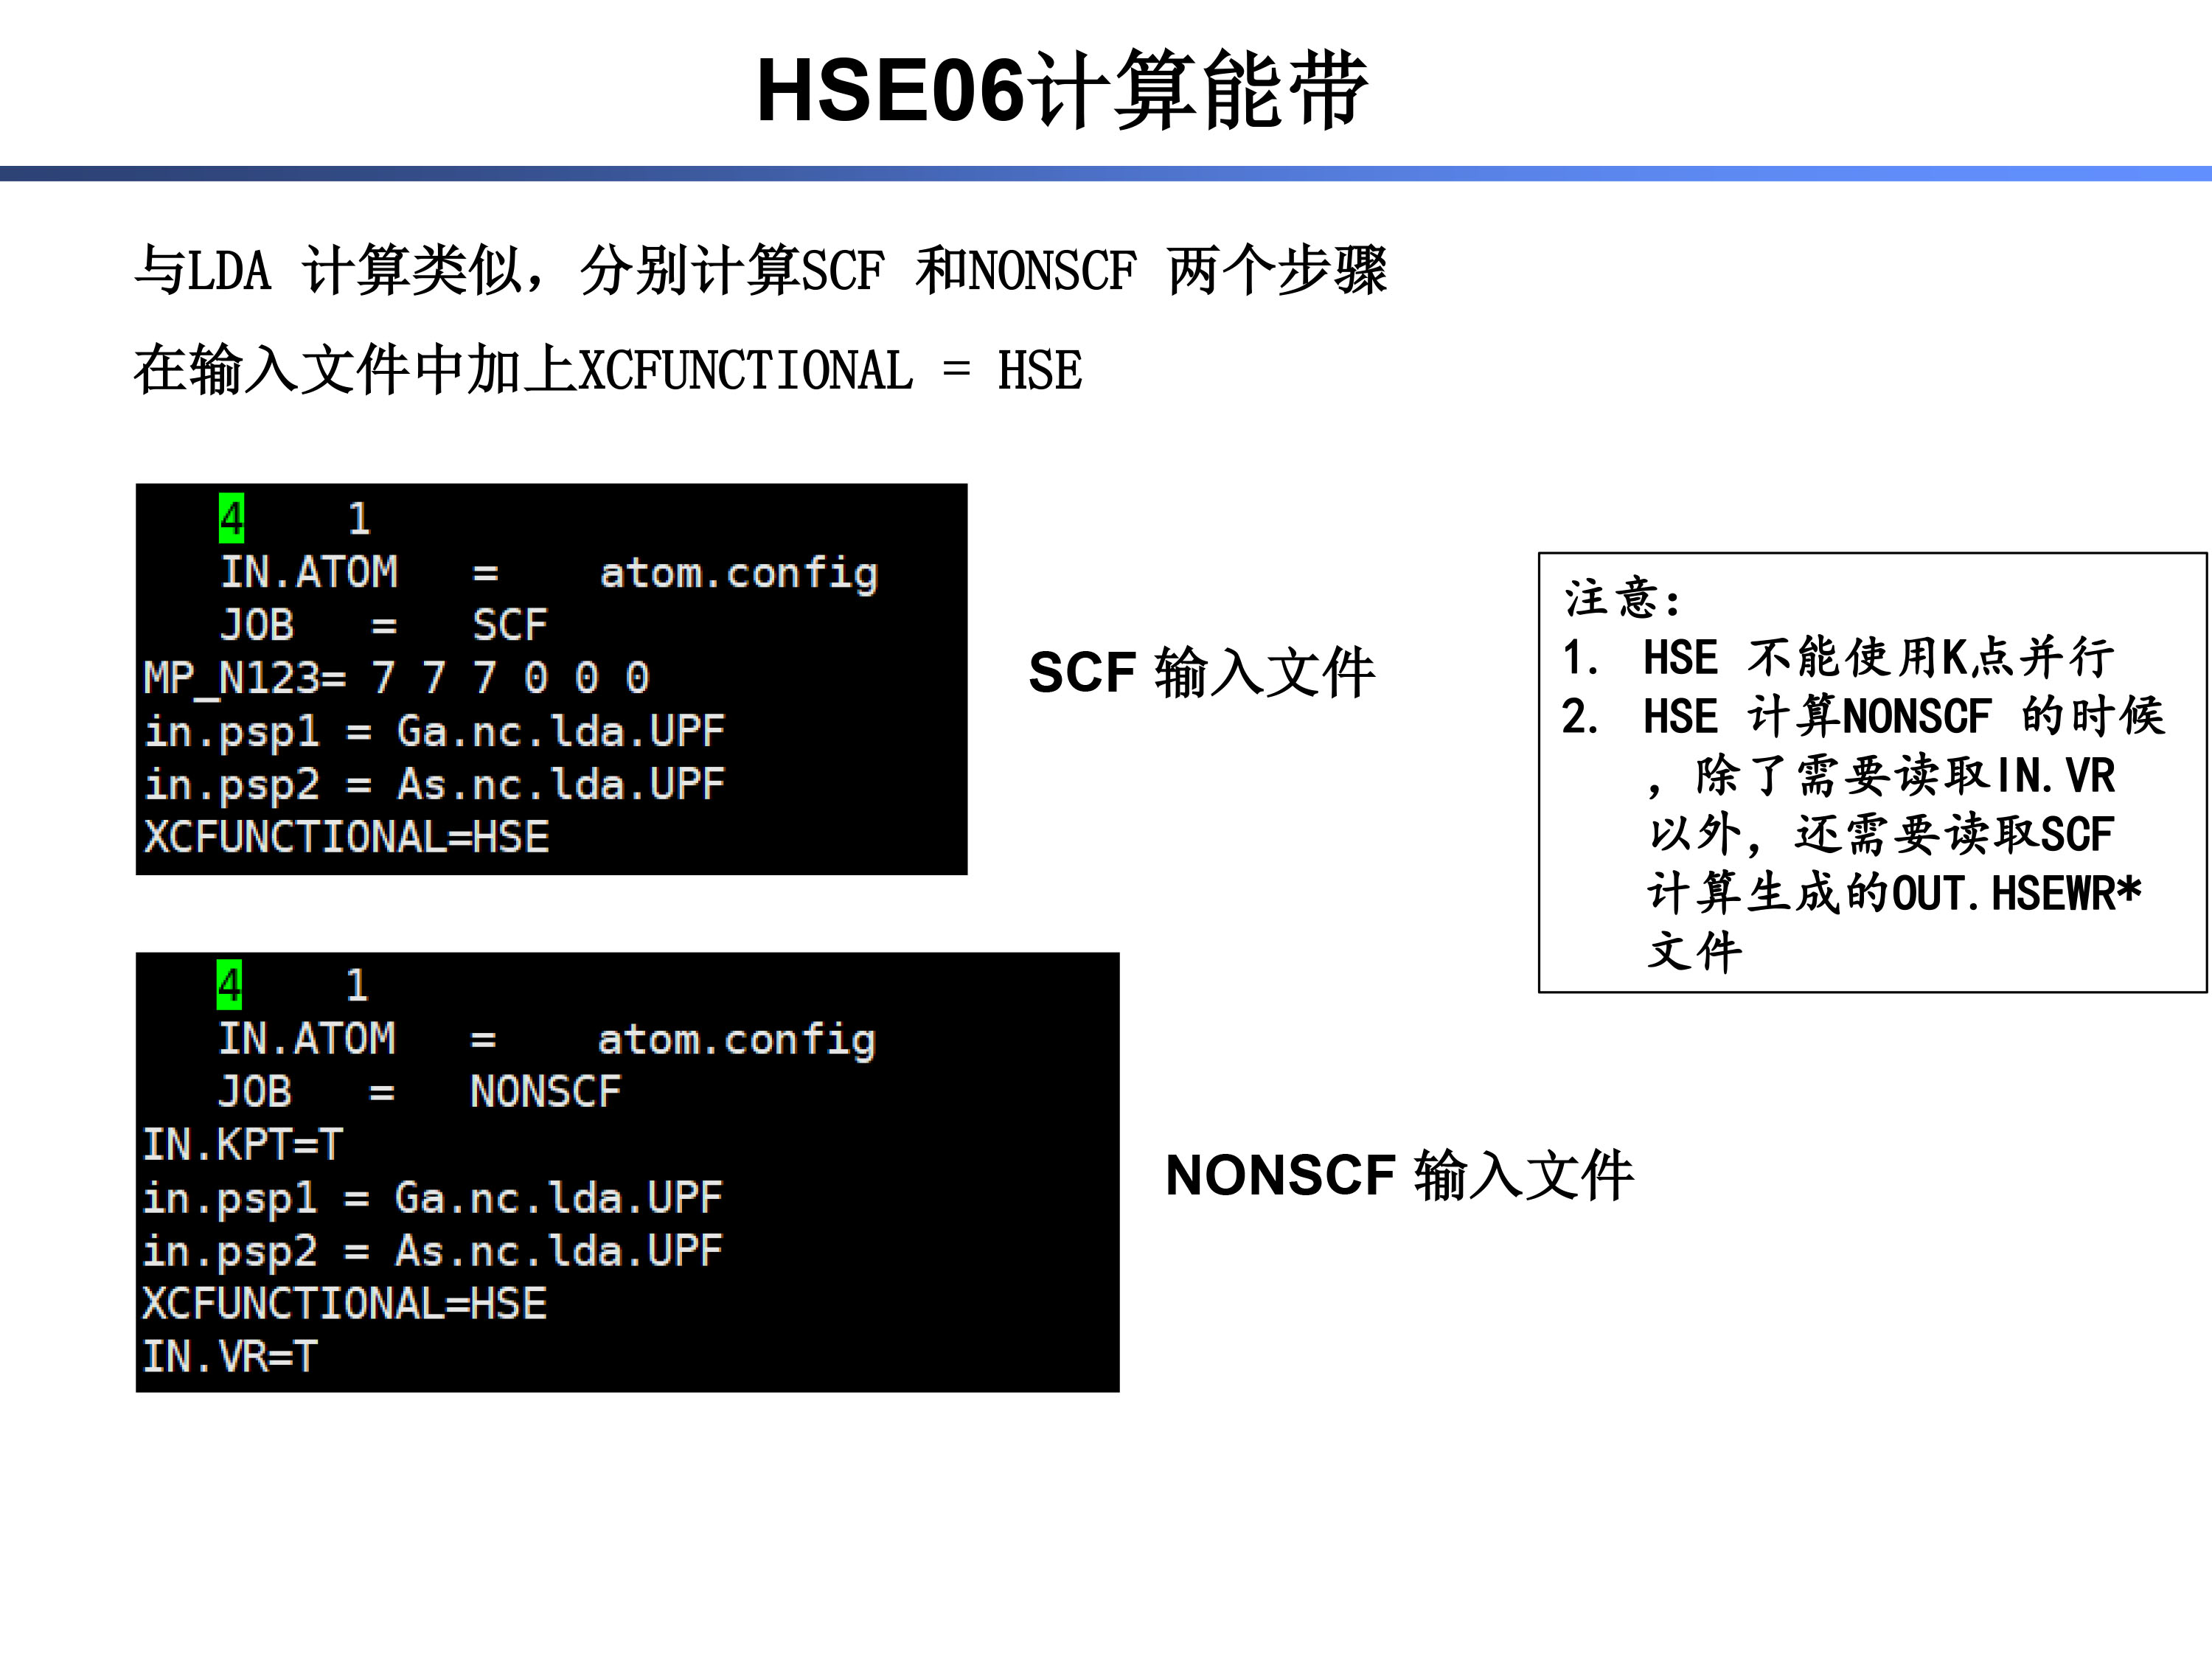 HSE06计算能带
与LDA 计算类似，分别计算SCF 和NONSCF 两个步骤
在输入文件中加上XCFUNCTIONAL = HSE
4 1
IN.ATOM = atom.config
JOB = SCF
MP_N123= 7 7 7 0 0 0
in.psp1 = Ga.nc.lda.UPF
in.psp2 = As.nc.lda.UPF
XCFUNCTIONAL=HSE
SCF 输入文件
注意：
1. HSE 不能使用K点并行
2. HSE 计算NONSCF 的时候
，除了需要读取IN.VR
以外，还需要读取SCF
计算生成的OUT.HSEWR*
文件
4 1
IN.ATOM = atom.config
JOB = NONSCF
IN.KPT=T
in.psp1 = Ga.nc.lda.UPF
in.psp2 = As.nc.lda.UPF
XCFUNCTIONAL=HSE
IN.VR=T
NONSCF 输入文件